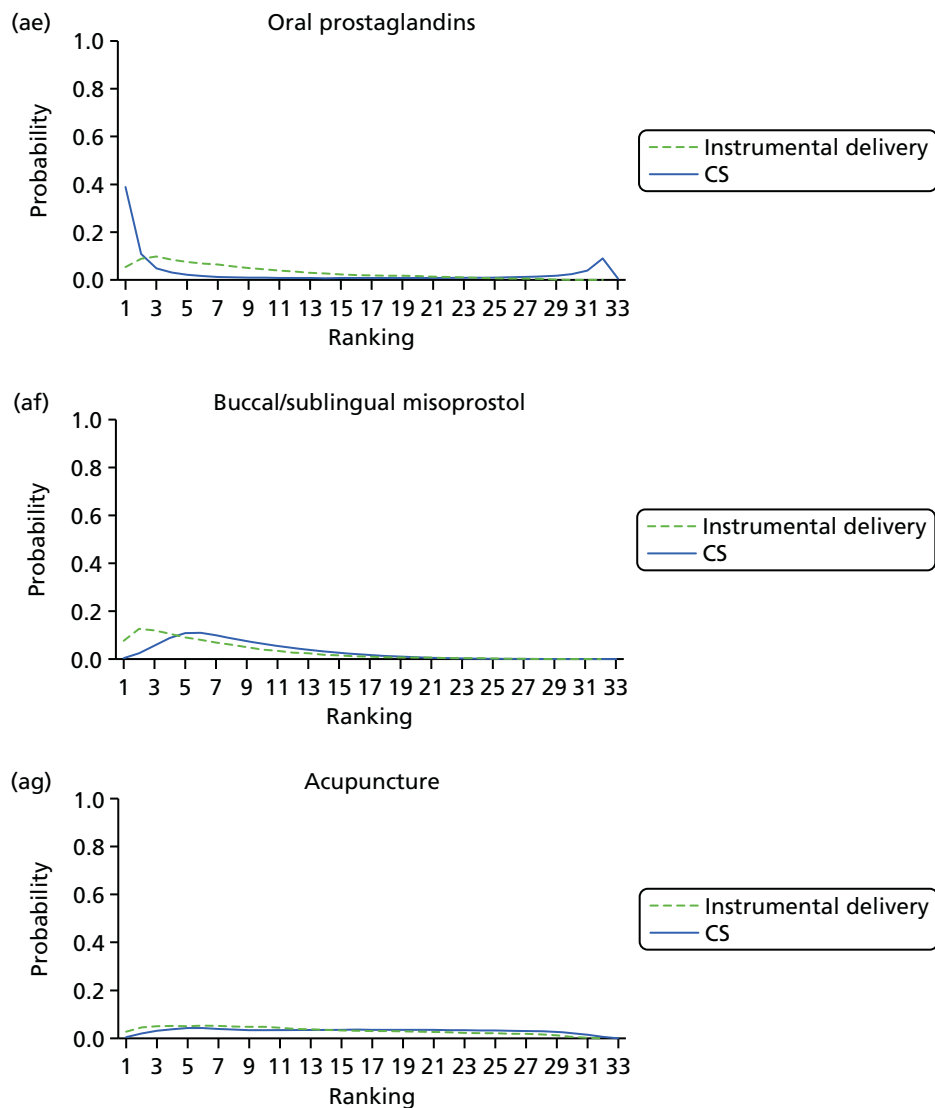 (ae)
Oral prostaglandins
1.0
0.8
0.6
0.4
0.2
0.0
Probability
1 3 5 7 9 11 13 15 17 19 21 23 25 27 29 31 33
Ranking
Instrumental delivery
CS
(af)
Buccal/sublingual misoprostol
1.0
0.8
0.6
0.4
0.2
0.0
Probability
1 3 5 7 9 11 13 15 17 19 21 23 25 27 29 31 33
Ranking
Instrumental delivery
CS
(ag)
Acupuncture
1.0
0.8
0.6
0.4
0.2
0.0
Probability
1 3 5 7 9 11 13 15 17 19 21 23 25 27 29 31 33
Ranking
Instrumental delivery
CS